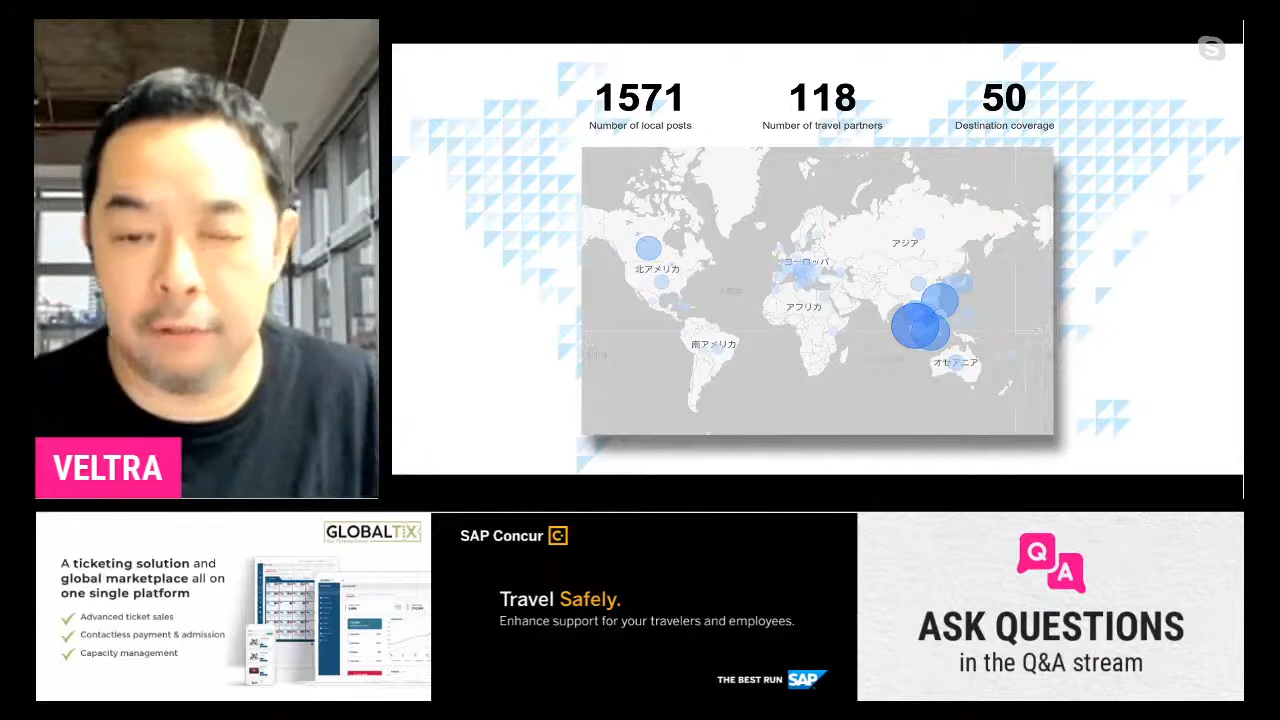 VELTRA
1571
Number of local posts
118
Number of travel partners
50
Destination coverage
アジア
ヨーロッパ
北アメリカ
アフリカ
南アメリカ
オセアニア
GLOBALTiX
A ticketing solution and
global marketplace all on
one single platform
Advanced ticket sales
Contactless payment & admission
Capacity management
SAP Concur C
Travel Safely.
Enhance support for your travelers and employees.
THE BEST RUN SAP
Q
A
ASK QUESTIONS
in the Q&A stream